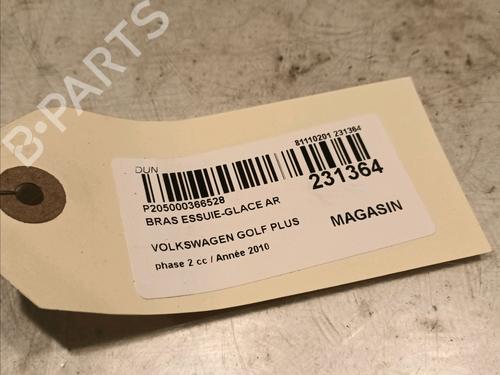 B-PARTS
DUN
81110201 231364
P205000366528
231364
BRAS ESSUIE-GLACE AR
VOLKSWAGEN GOLF PLUS
MAGASIN
phase 2 cc / Année 2010